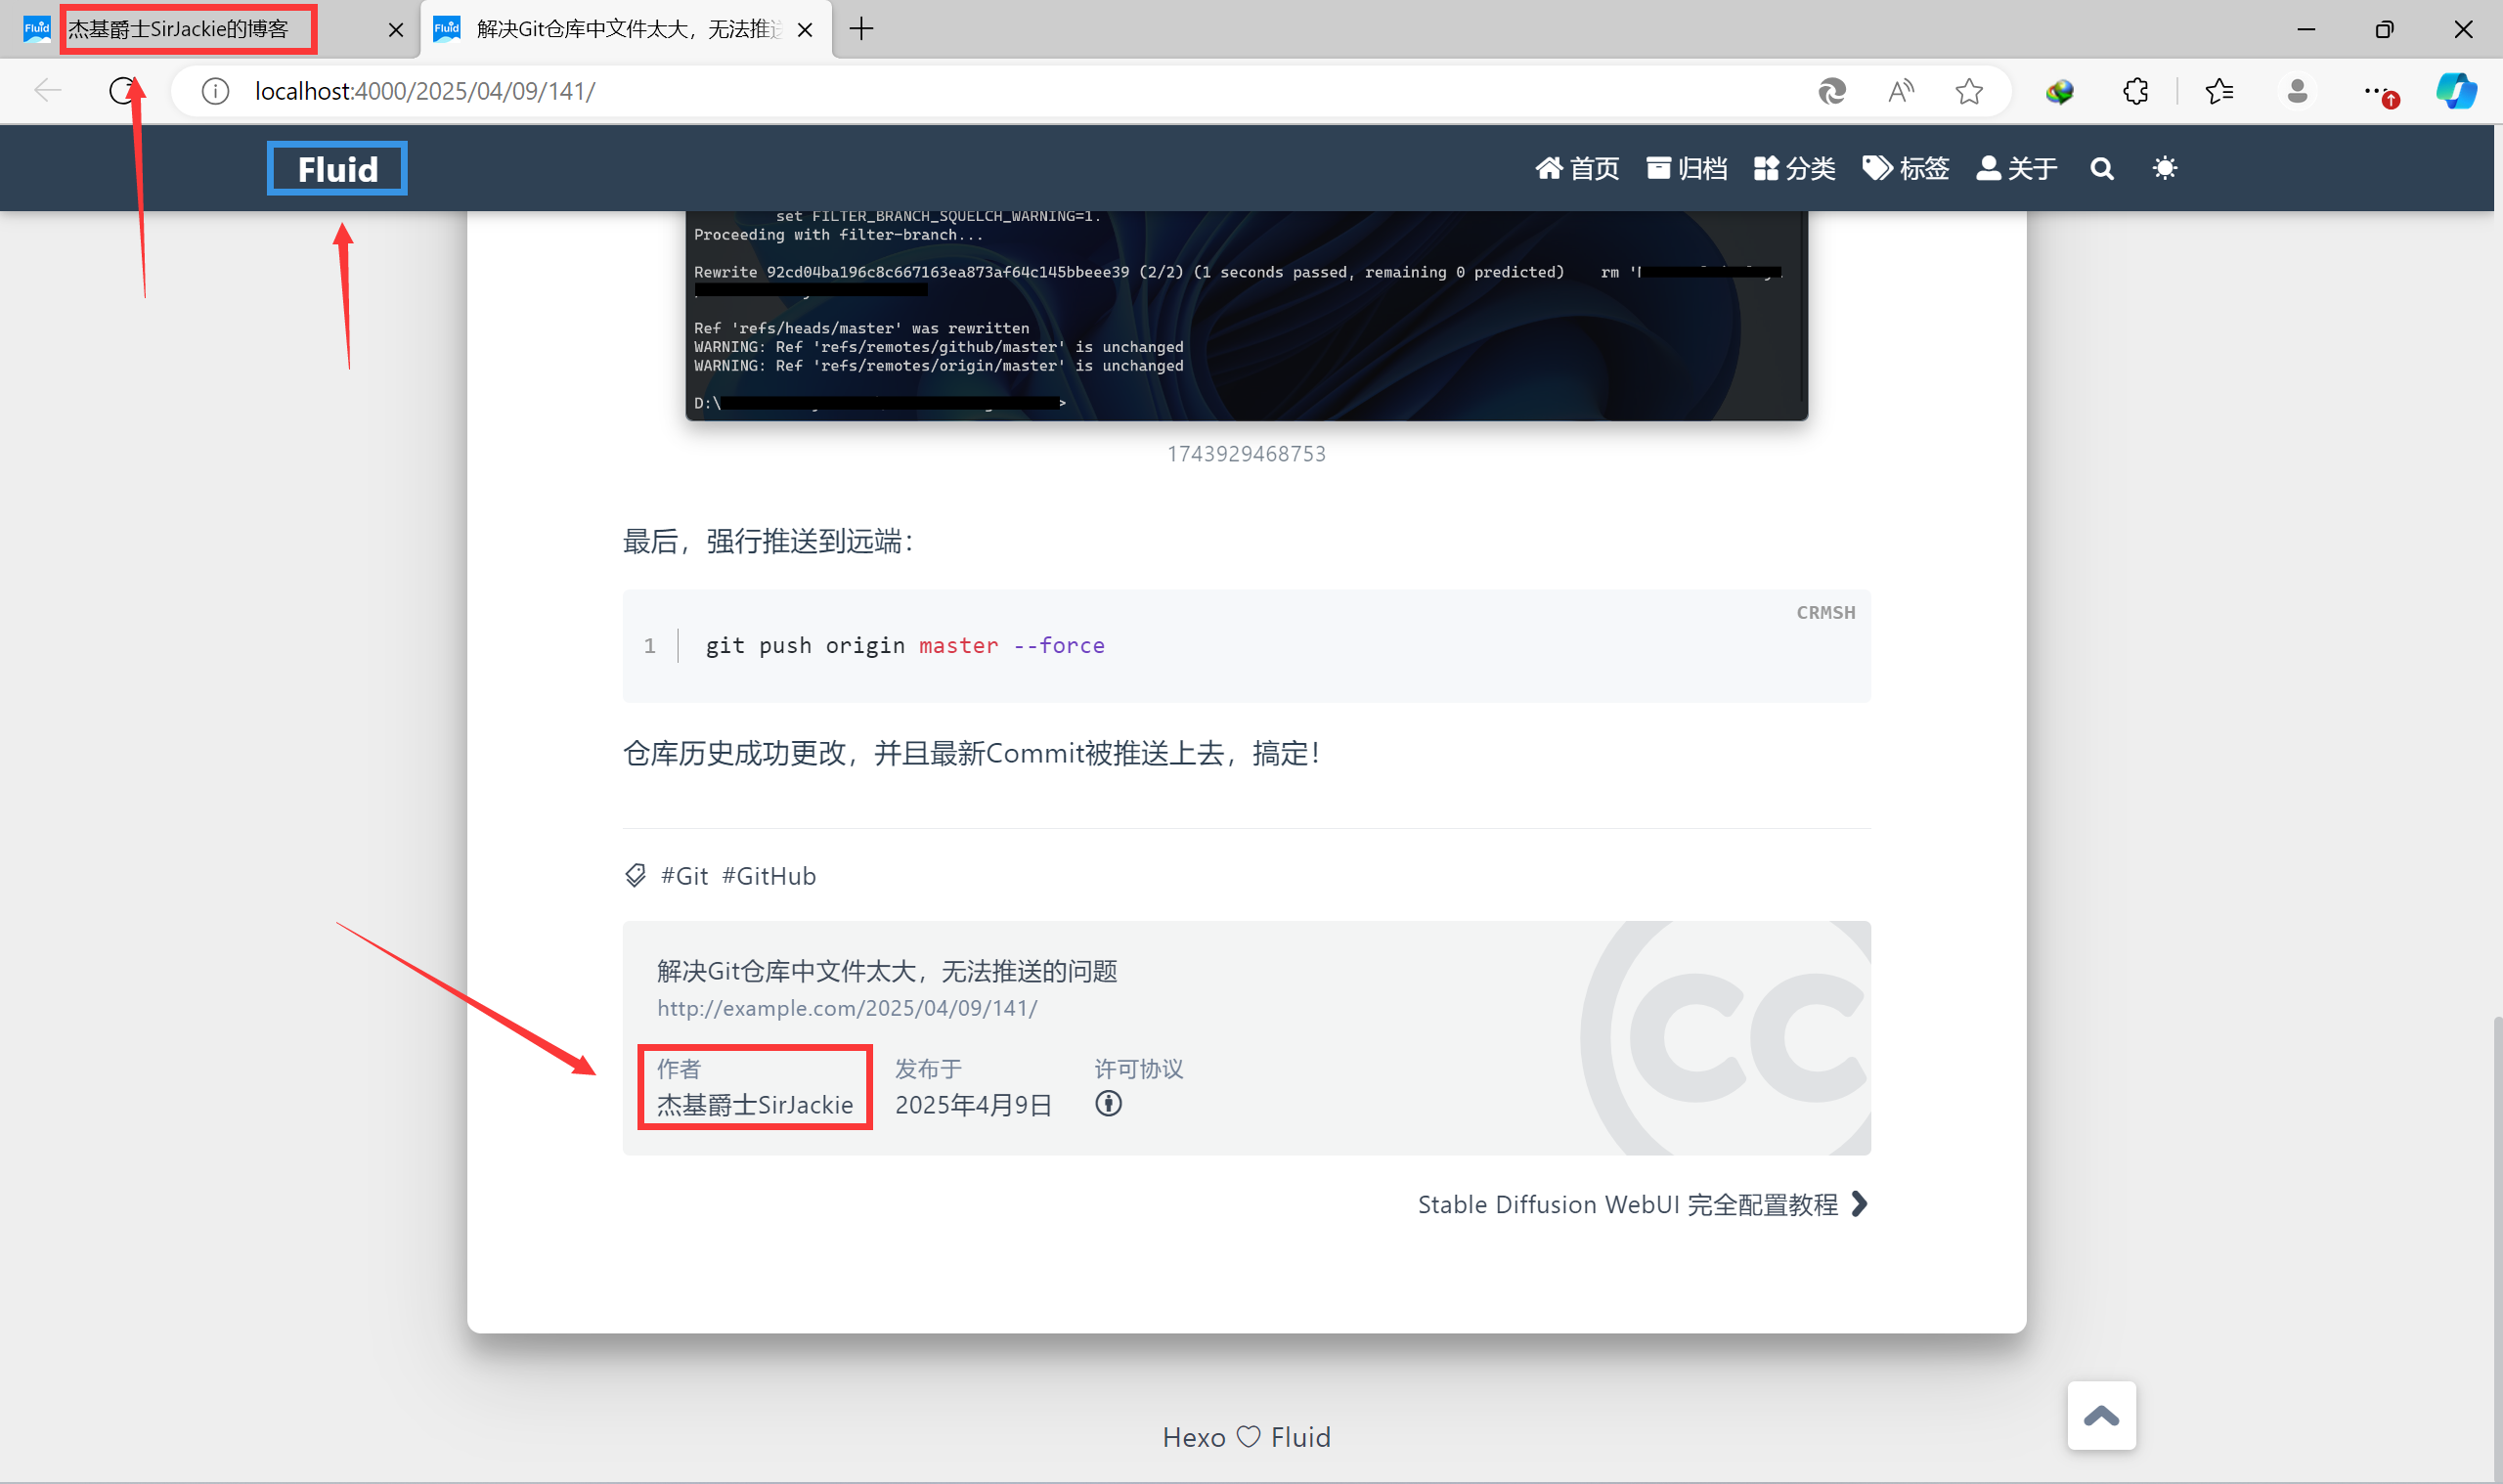 Fluid 杰基爵士SirJackie的博客 Fluid 解决Git仓库中文件太大，无法推
localhost:4000/2025/04/09/141/
Fluid 首页 归档 分类 标签 关于
set FILTER_BRANCH_SQUELCH_WARNING=1.
Proceeding with filter-branch...
Rewrite 92cd04ba196c8c667163ea873af64c145bbeee39 (2/2) (1 seconds passed, remaining 0 predicted) rm '
Ref 'refs/heads/master' was rewritten
WARNING: Ref 'refs/remotes/github/master' is unchanged
WARNING: Ref 'refs/remotes/origin/master' is unchanged
D:\ >
1743929468753
最后，强行推送到远端：
CRMSH
1 git push origin master --force
仓库历史成功更改，并且最新Commit被推送上去，搞定！
#Git #GitHub
解决Git仓库中文件太大，无法推送的问题
http://example.com/2025/04/09/141/
作者 发布于 许可协议
杰基爵士SirJackie 2025年4月9日
cc
Stable Diffusion WebUI 完全配置教程
Hexo ♡ Fluid